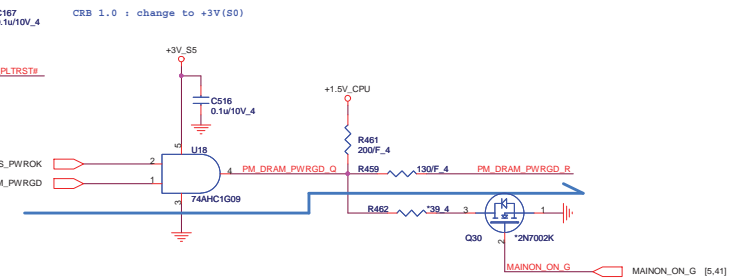 C167 CRB 1.0 : change to +3V(S0)
0.1u/10V_4
+3V_S5
PLTRST#
+1.5V_CPU
C516
0.1u/10V_4
R461
200/F_4
5
U18
S_PWROK 2
4 PM_DRAM_PWRGD_Q R459 130/F_4 PM_DRAM_PWRGD_R
M_PWRGD 1
3 74AHC1G09
R462 *39_4 3 1
Q30 *2N7002K
2
MAINON_ON_G MAINON_ON_G [5,41]